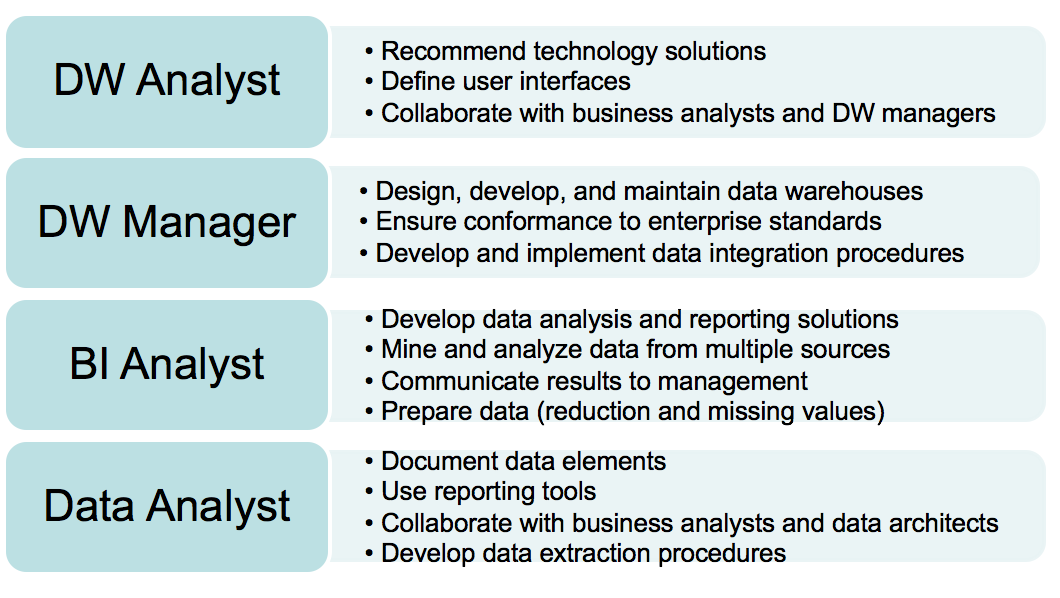 DW Analyst
• Recommend technology solutions
• Define user interfaces
• Collaborate with business analysts and DW managers
DW Manager
• Design, develop, and maintain data warehouses
• Ensure conformance to enterprise standards
• Develop and implement data integration procedures
BI Analyst
• Develop data analysis and reporting solutions
• Mine and analyze data from multiple sources
• Communicate results to management
• Prepare data (reduction and missing values)
Data Analyst
• Document data elements
• Use reporting tools
• Collaborate with business analysts and data architects
• Develop data extraction procedures